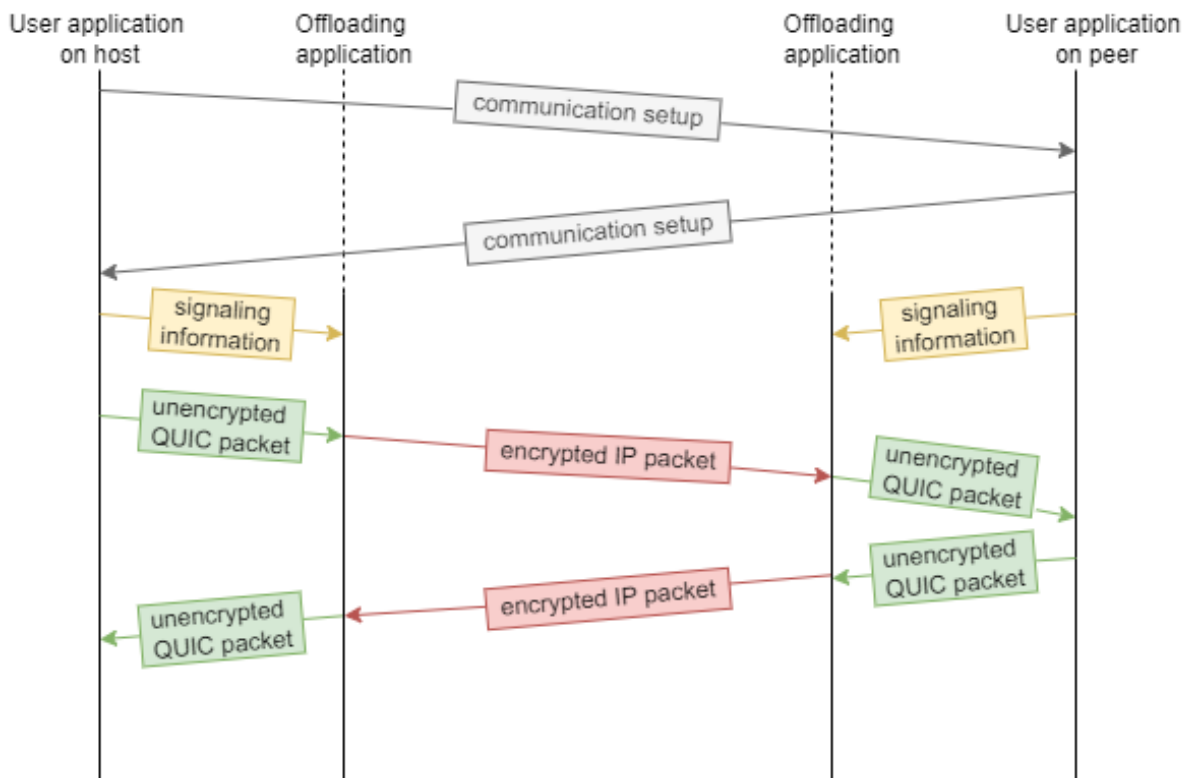 User application
on host
Offloading
application
Offloading
application
User application
on peer
communication setup
communication setup
signaling
information
signaling
information
unencrypted
QUIC packet
encrypted IP packet
unencrypted
QUIC packet
unencrypted
QUIC packet
encrypted IP packet
unencrypted
QUIC packet